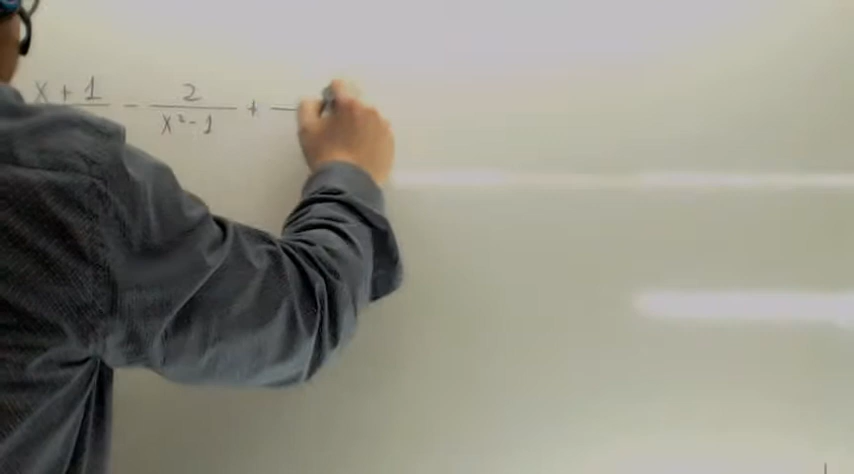 x + 1 - 2 +
x² - 1